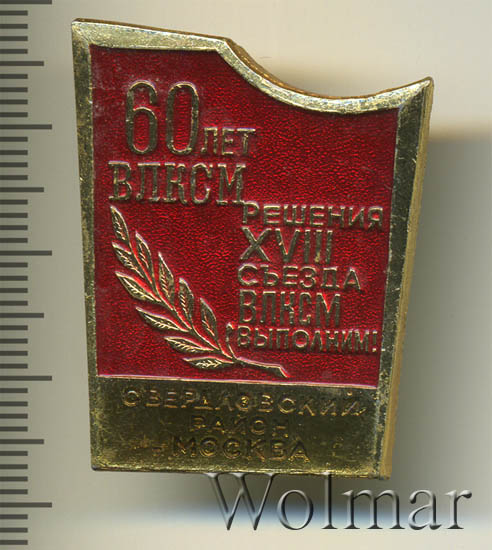 60 ЛЕТ
ВЛКСМ
РЕШЕНИЯ
XVIII
СЪЕЗДА
ВЛКСМ
ВЫПОЛНИМ!
СВЕРДЛОВСКИЙ
РАЙОН
МОСКВА
Wolmar